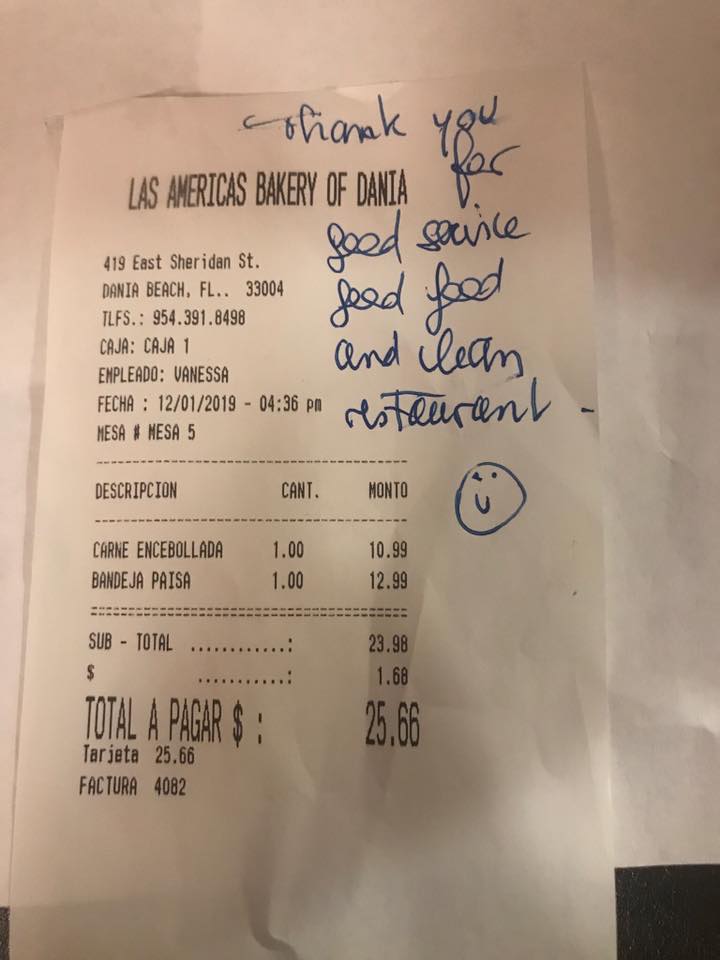 thank you
for
LAS AMERICAS BAKERY OF DANIA
good service
419 East Sheridan St.
good food
DANIA BEACH, FL.. 33004
TLFS.: 954.391.8498
and clean
CAJA: CAJA 1
EMPLEADO: VANESSA
restaurant -
FECHA : 12/01/2019 - 04:36 pm
MESA # MESA 5
--------------------------------
DESCRIPCION CANT. MONTO
--------------------------------
CARNE ENCEBOLLADA 1.00 10.99
BANDEJA PAISA 1.00 12.99
================================
SUB - TOTAL ............: 23.98
$ ...........: 1.68
TOTAL A PAGAR $ : 25.66
Tarjeta 25.66
FACTURA 4082